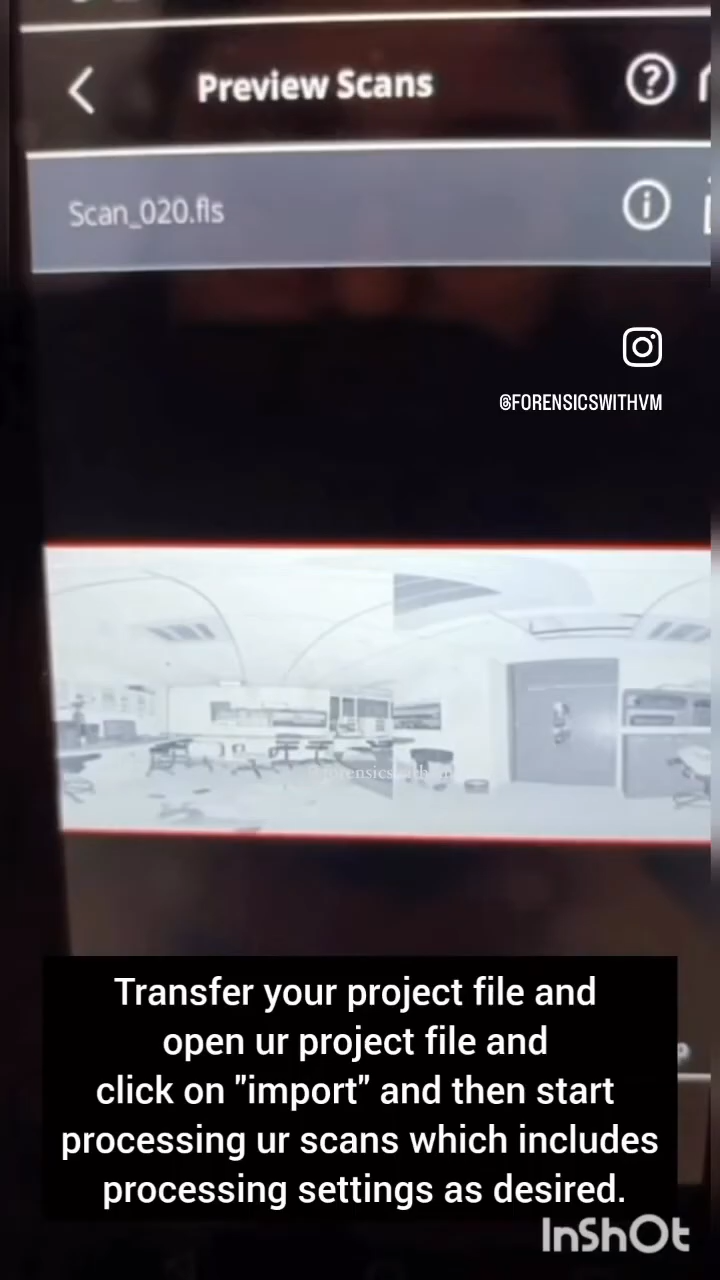 Preview Scans
Scan_020.fls
@FORENSICSWITHVM
Transfer your project file and
open ur project file and
click on "import" and then start
processing ur scans which includes
processing settings as desired.
InShOt